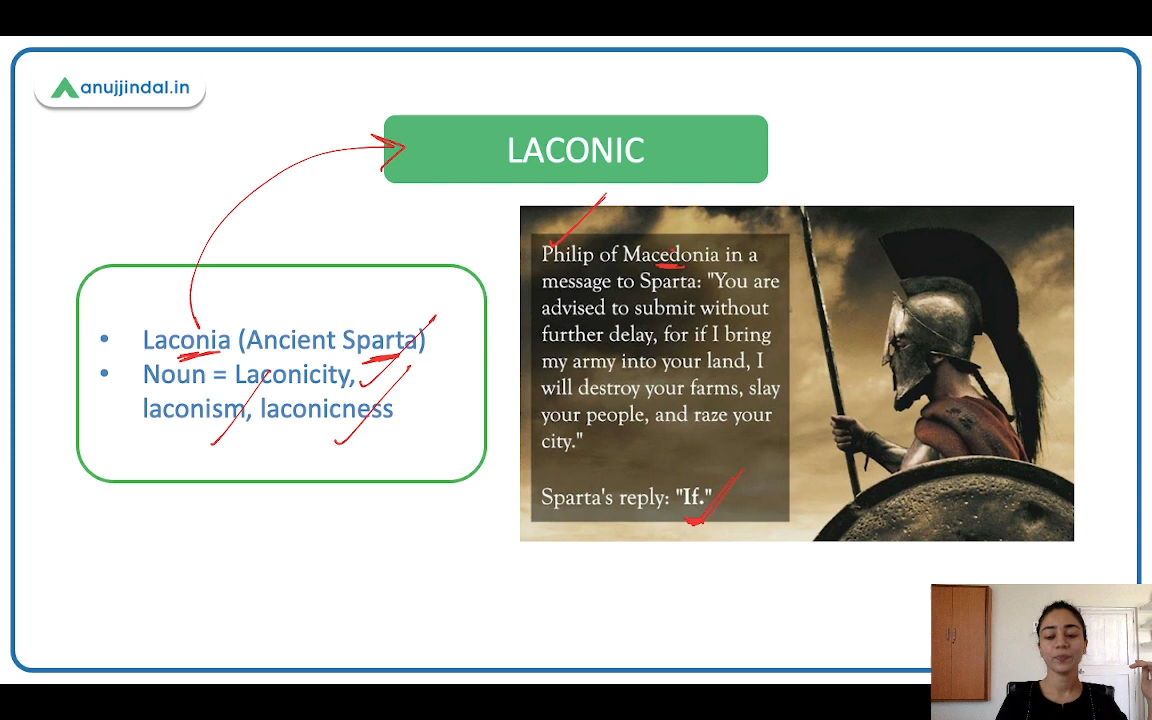 anujjindal.in
LACONIC
• Laconia (Ancient Sparta)
• Noun = Laconicity,
laconism, laconicness
Philip of Macedonia in a
message to Sparta: "You are
advised to submit without
further delay, for if I bring
my army into your land, I
will destroy your farms, slay
your people, and raze your
city."
Sparta's reply: "If."